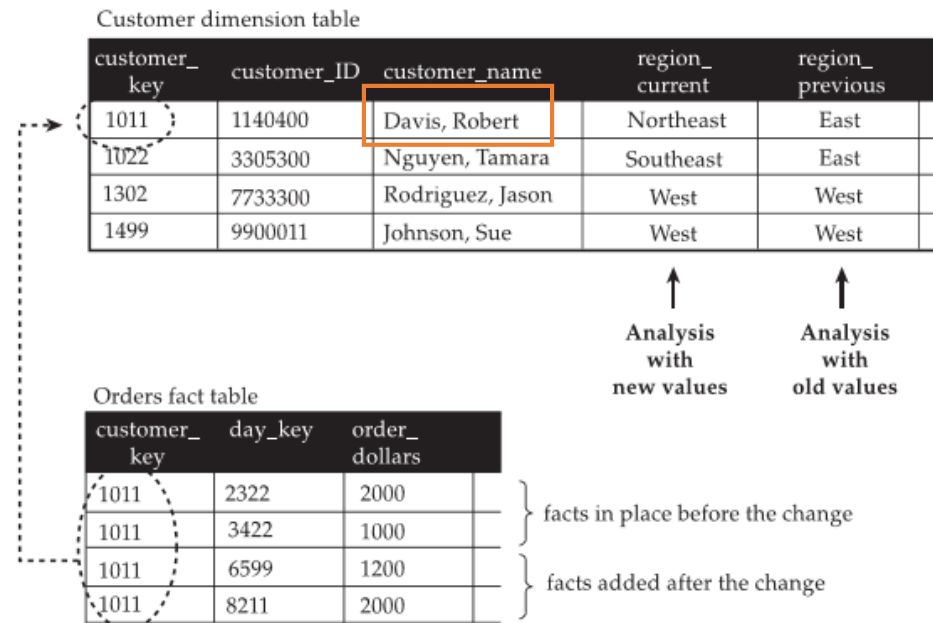 Customer dimension table
customer_ key customer_ID customer_name region_ current region_ previous
1011 1140400 Davis, Robert Northeast East
1022 3305300 Nguyen, Tamara Southeast East
1302 7733300 Rodriguez, Jason West West
1499 9900011 Johnson, Sue West West
Analysis with new values
Analysis with old values
Orders fact table
customer_ key day_key order_ dollars
1011 2322 2000
1011 3422 1000
facts in place before the change
1011 6599 1200
1011 8211 2000
facts added after the change